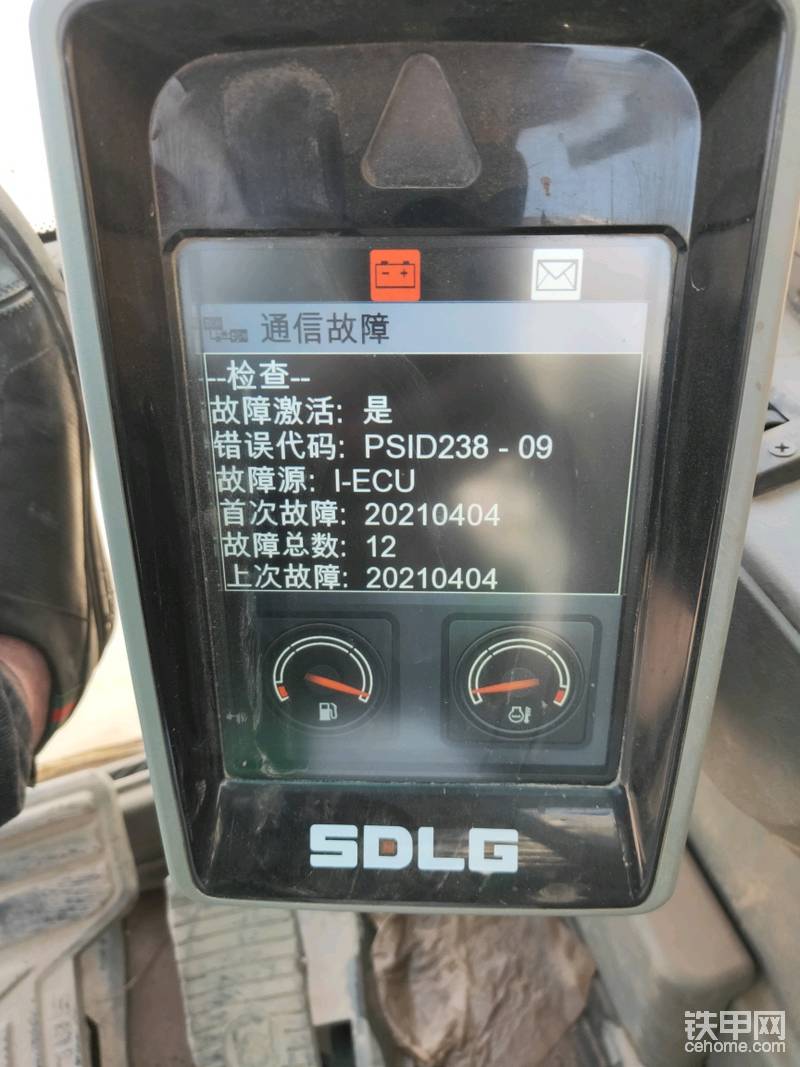 通信故障
--检查--
故障激活: 是
错误代码: PSID238 - 09
故障源: I-ECU
首次故障: 20210404
故障总数: 12
上次故障: 20210404
SDLG
铁甲网
cehome.com